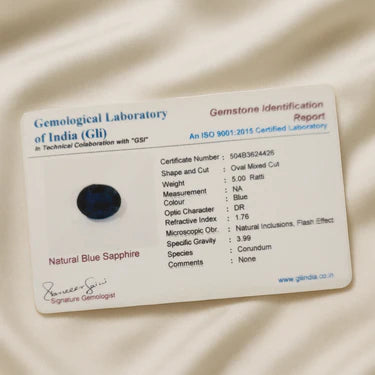 Gemological Laboratory
of India (Gli)
In Technical Colaboration with "GSI"
Gemstone Identification
Report
An ISO 9001:2015 Certified Laboratory
Certificate Number : 504B3624426
Shape and Cut : Oval Mixed Cut
Weight : 5.00 Ratti
Measurement : NA
Colour : Blue
Optic Character : DR
Refractive Index : 1.76
Microscopic Obr. : Natural Inclusions, Flash Effect
Specific Gravity : 3.99
Species : Corundum
Comments : None
Natural Blue Sapphire
Signature Gemologist
www.gliindia.co.in